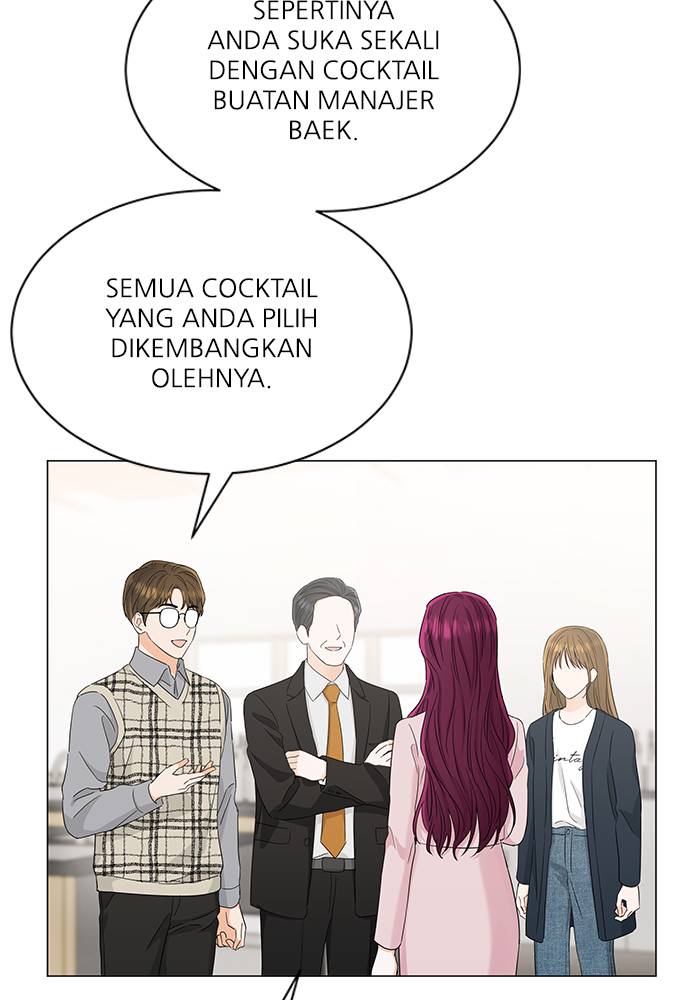 SEPERTINYA
ANDA SUKA SEKALI
DENGAN COCKTAIL
BUATAN MANAJER
BAEK.
SEMUA COCKTAIL
YANG ANDA PILIH
DIKEMBANGKAN
OLEHNYA.